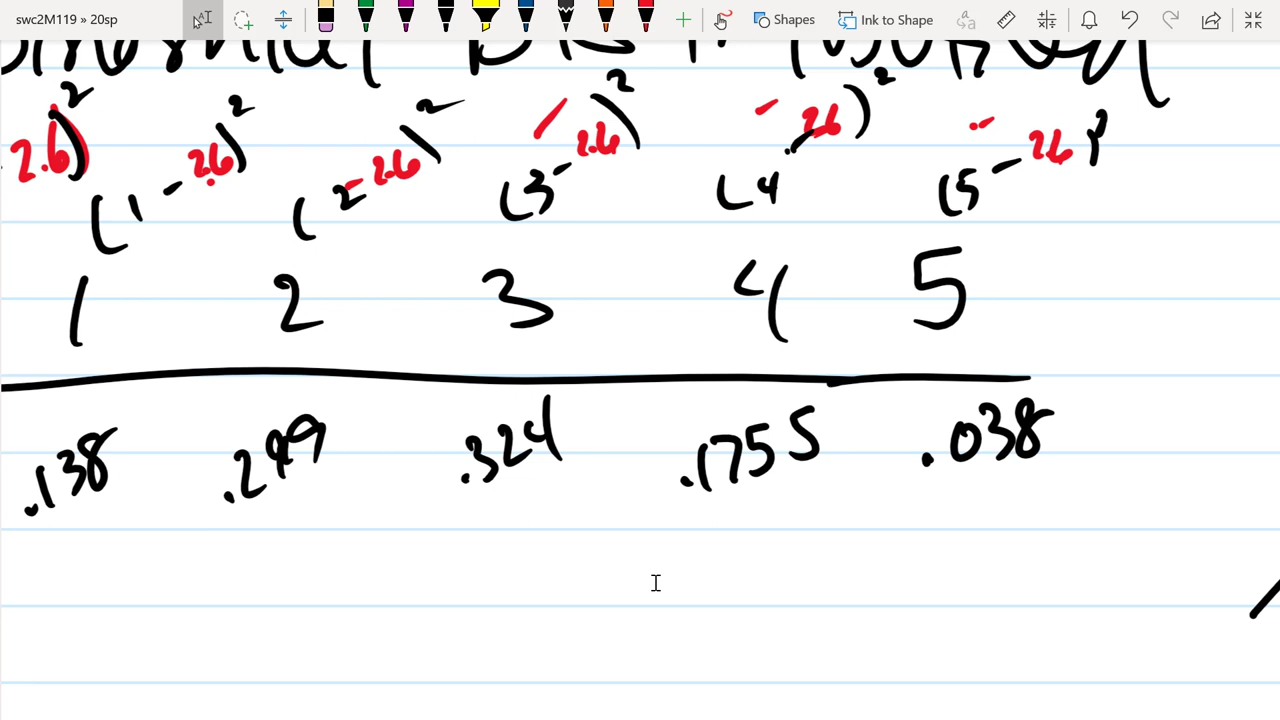 swc2M119 » 20sp
Shapes
Ink to Shape
2.6)² (1 - 2.6)² (2 - 2.6)² (3 - 2.6)² (4 - 2.6)² (5 - 2.6)²
1 2 3 4 5
.138 .299 .324 .1755 .038